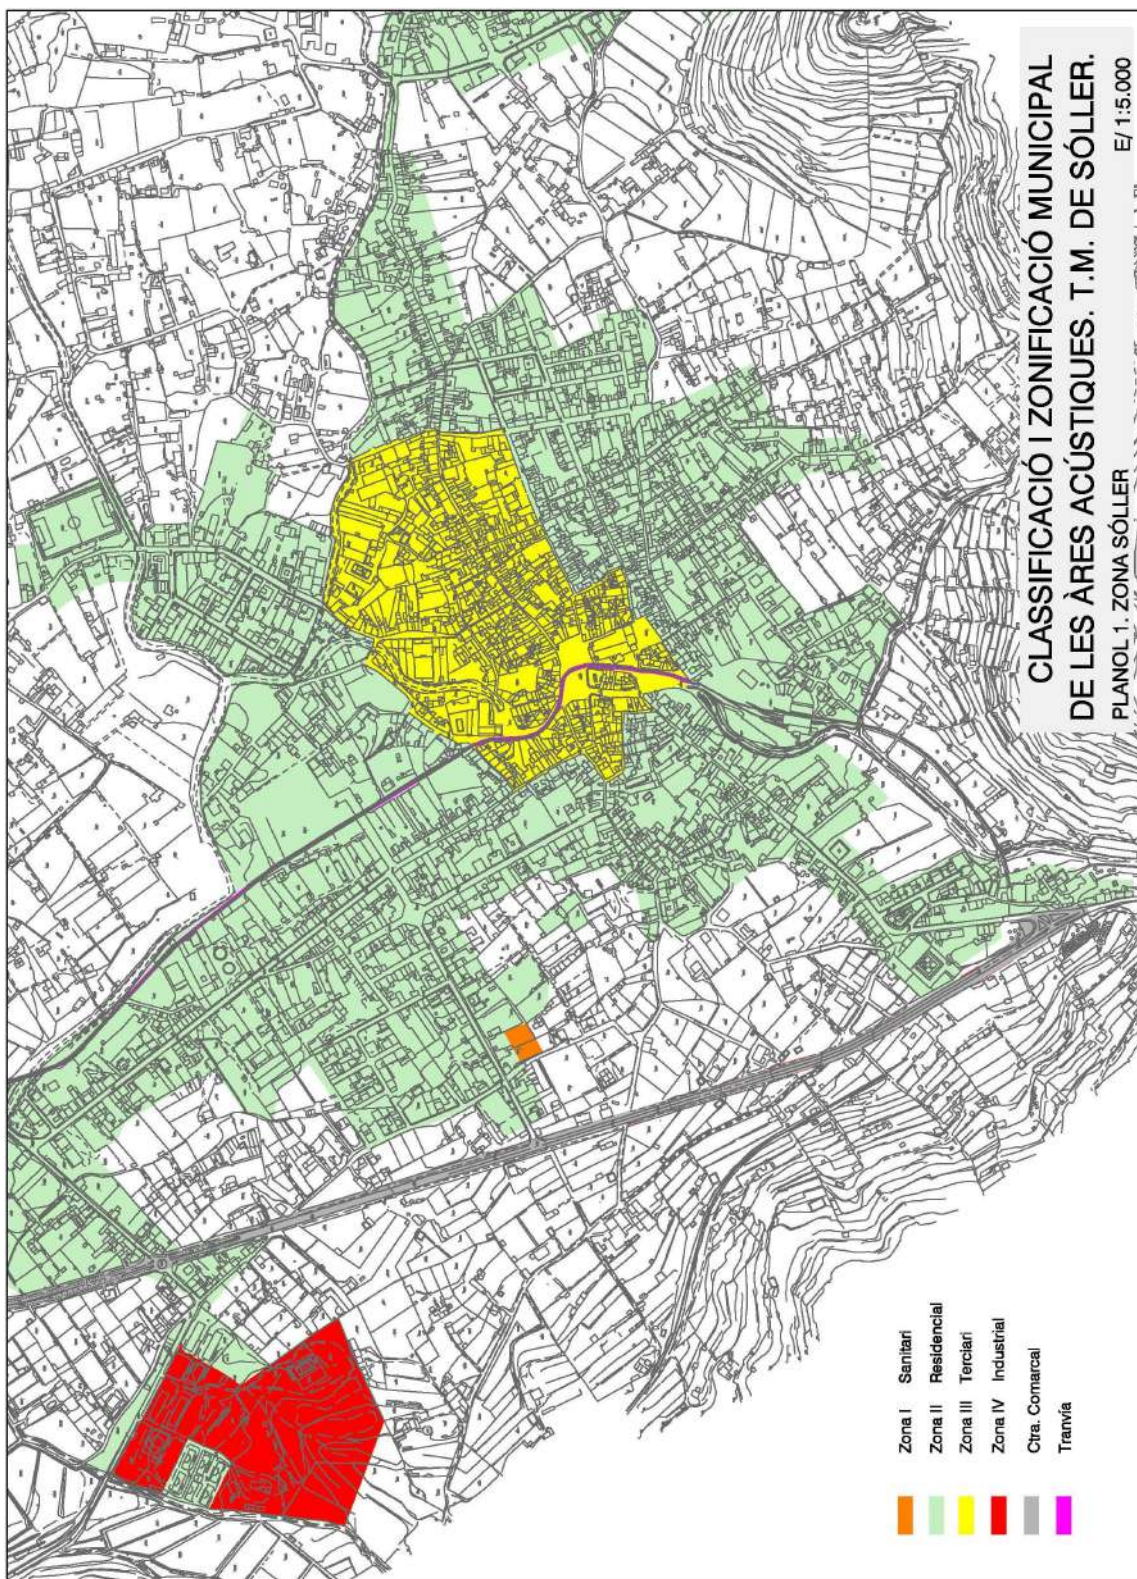 CLASSIFICACIÓ I ZONIFICACIÓ MUNICIPAL
DE LES ÀRES ACÚSTIQUES. T.M. DE SÓLLER.
PLANOL 1. ZONA SÓLLER
E/ 1:5.000
Zona I Sanitari
Zona II Residencial
Zona III Terciari
Zona IV Industrial
Ctra. Comarcal
Tranvía